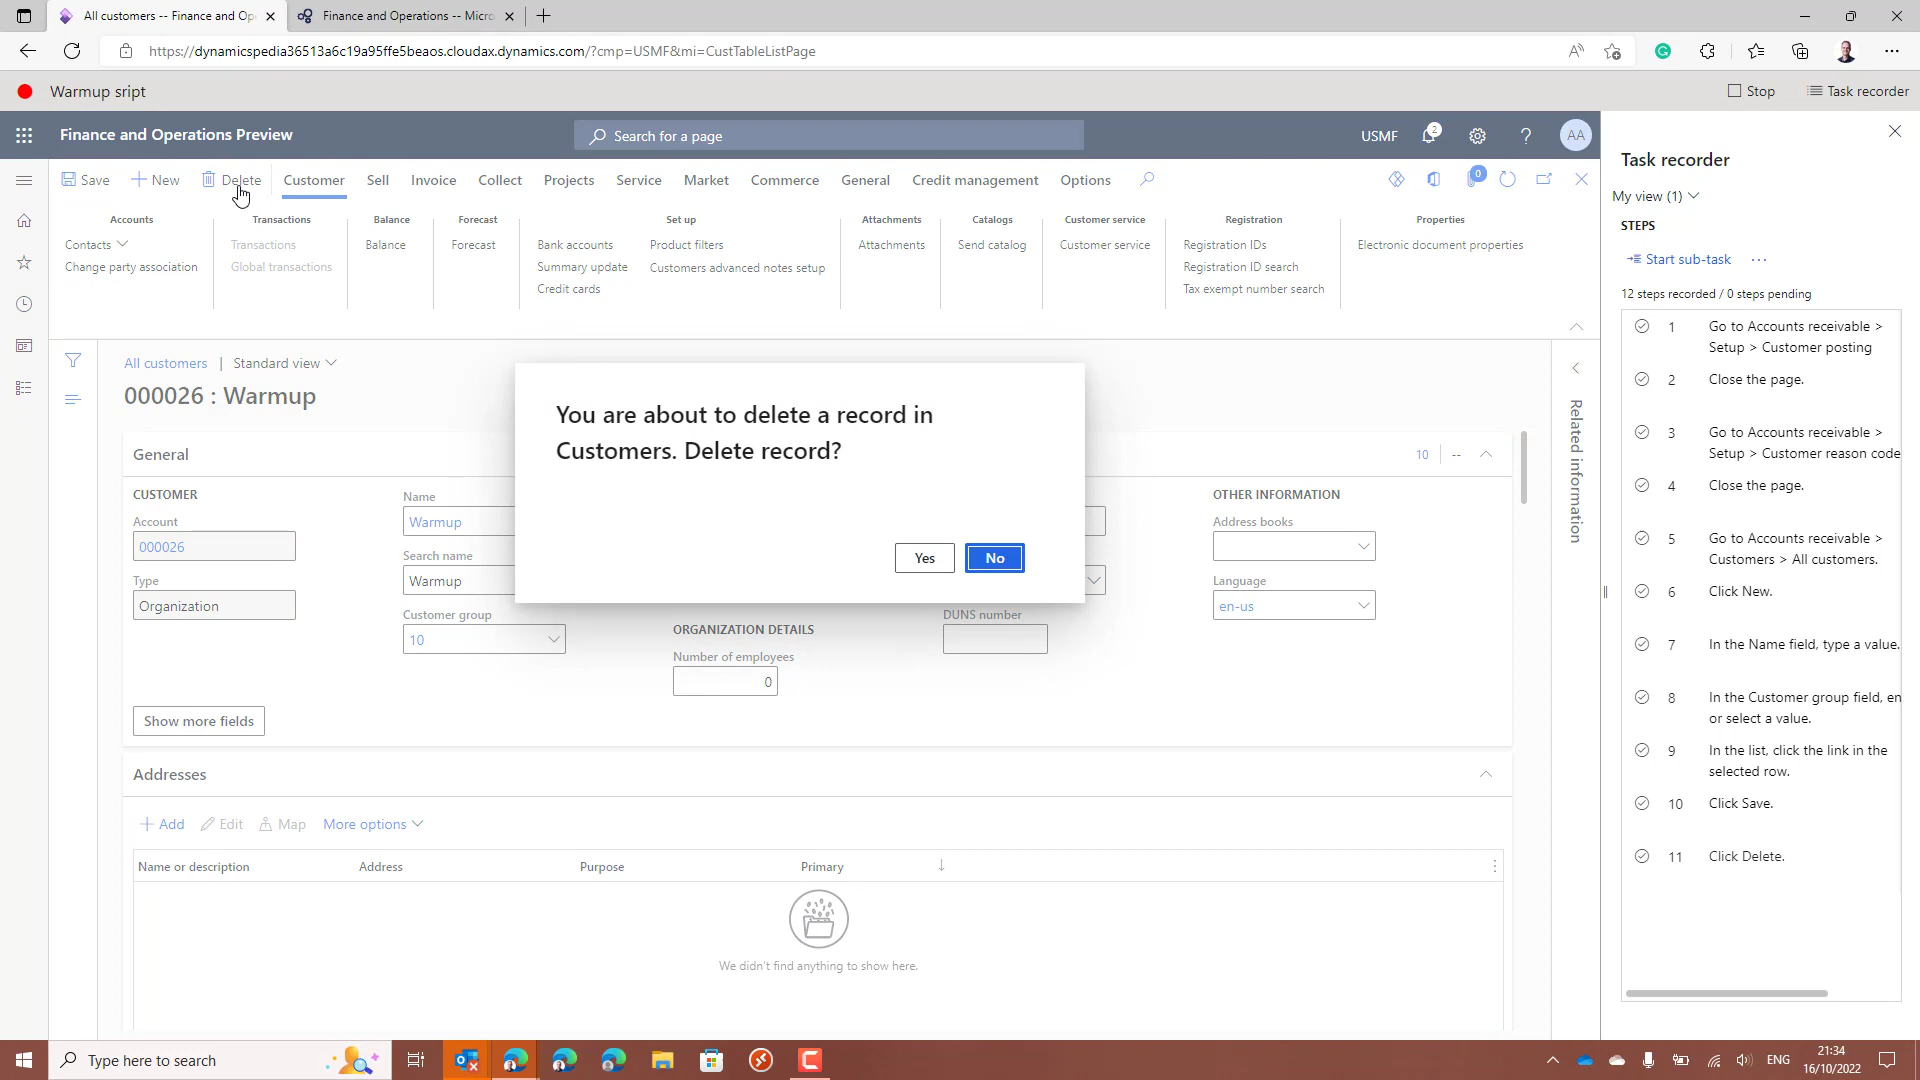 All customers -- Finance and Op
Finance and Operations -- Micro
https://dynamicspedia36513a6c19a95ffe5beaos.cloudax.dynamics.com/?cmp=USMF&mi=CustTableListPage
Warmup sript
Stop
Task recorder
Finance and Operations Preview
Search for a page
USMF
2
?
AA
Save
New
Delete
Customer
Sell
Invoice
Collect
Projects
Service
Market
Commerce
General
Credit management
Options
0
Accounts
Transactions
Balance
Forecast
Set up
Attachments
Catalogs
Customer service
Registration
Properties
Contacts
Transactions
Balance
Forecast
Bank accounts
Product filters
Attachments
Send catalog
Customer service
Registration IDs
Electronic document properties
Change party association
Global transactions
Summary update
Customers advanced notes setup
Registration ID search
Credit cards
Tax exempt number search
All customers | Standard view
000026 : Warmup
You are about to delete a record in
Customers. Delete record?
Yes
No
General
10
--
CUSTOMER
Account
000026
Type
Organization
Name
Warmup
Search name
Warmup
Customer group
10
ORGANIZATION DETAILS
Number of employees
0
DUNS number
OTHER INFORMATION
Address books
Language
en-us
Show more fields
Related information
Addresses
Add
Edit
Map
More options
Name or description
Address
Purpose
Primary
We didn't find anything to show here.
Task recorder
My view (1)
STEPS
Start sub-task
12 steps recorded / 0 steps pending
1 Go to Accounts receivable >
Setup > Customer posting
2 Close the page.
3 Go to Accounts receivable >
Setup > Customer reason code
4 Close the page.
5 Go to Accounts receivable >
Customers > All customers.
6 Click New.
7 In the Name field, type a value.
8 In the Customer group field, en
or select a value.
9 In the list, click the link in the
selected row.
10 Click Save.
11 Click Delete.
Type here to search
ENG
21:34
16/10/2022